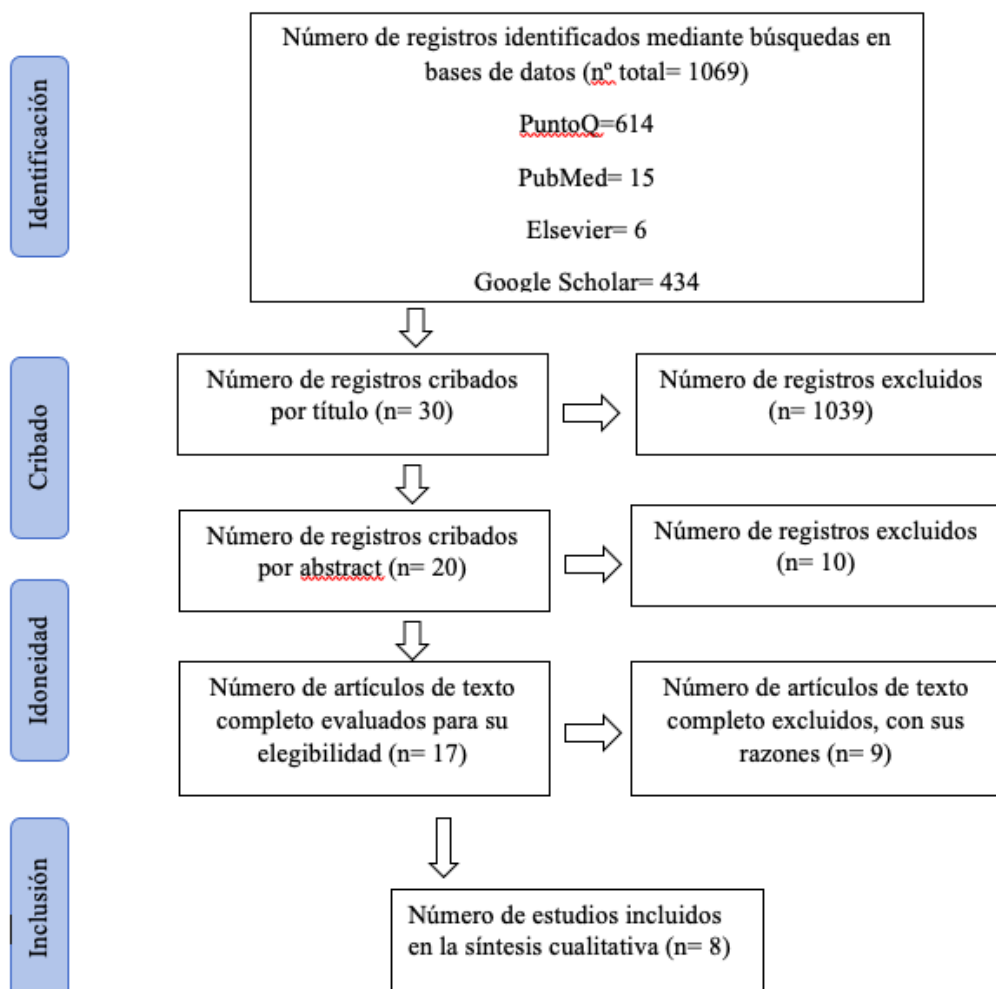 Identificación
Número de registros identificados mediante búsquedas en
bases de datos (nº total= 1069)
PuntoQ=614
PubMed= 15
Elsevier= 6
Google Scholar= 434
Cribado
Número de registros cribados
por título (n= 30)
Número de registros excluidos
(n= 1039)
Número de registros cribados
por abstract (n= 20)
Número de registros excluidos
(n= 10)
Idoneidad
Número de artículos de texto
completo evaluados para su
elegibilidad (n= 17)
Número de artículos de texto
completo excluidos, con sus
razones (n= 9)
Inclusión
Número de estudios incluidos
en la síntesis cualitativa (n= 8)